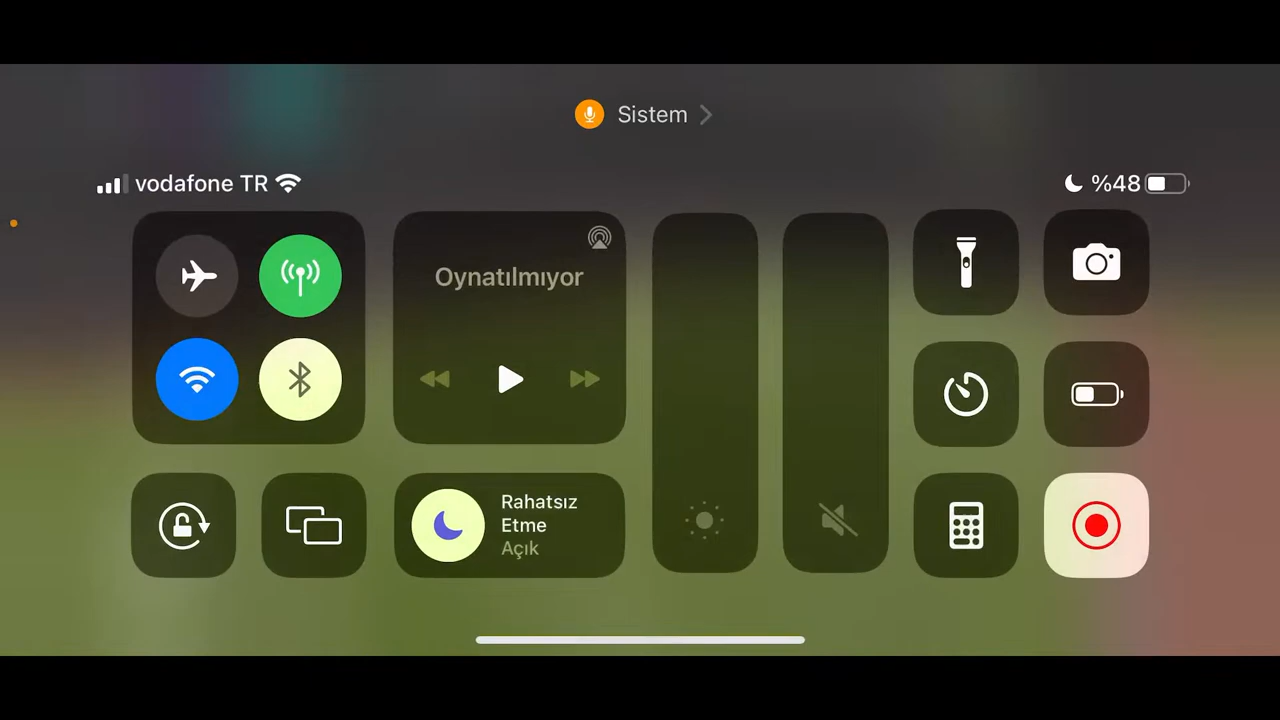 Sistem
vodafone TR
%48
Oynatılmıyor
Rahatsız
Etme
Açık